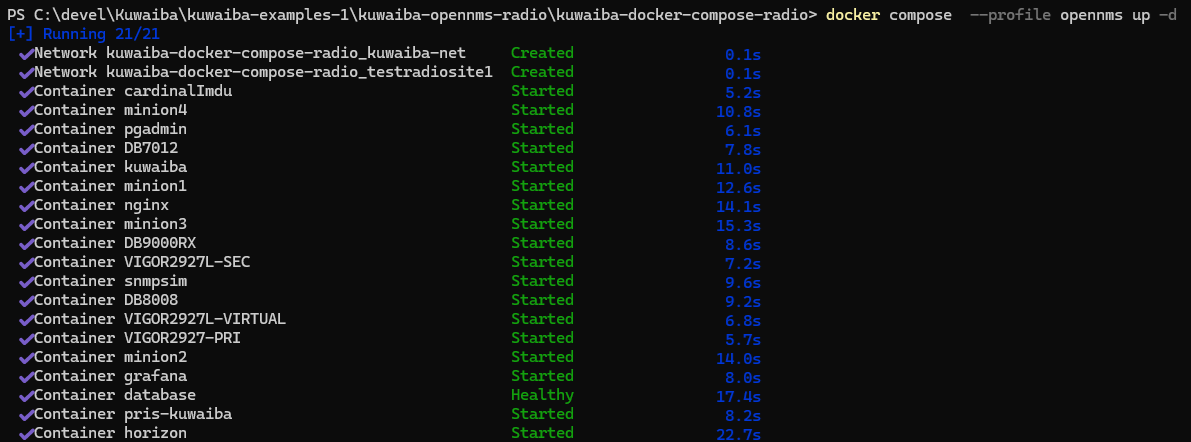 PS C:\devel\Kuwaiba\kuwaiba-examples-1\kuwaiba-opennms-radio\kuwaiba-docker-compose-radio> docker compose  --profile opennms up -d
[+] Running 21/21
✔Network kuwaiba-docker-compose-radio_kuwaiba-net Created 0.1s
✔Network kuwaiba-docker-compose-radio_testradiosite1 Created 0.1s
✔Container cardinalImdu Started 5.2s
✔Container minion4 Started 10.8s
✔Container pgadmin Started 6.1s
✔Container DB7012 Started 7.8s
✔Container kuwaiba Started 11.0s
✔Container minion1 Started 12.6s
✔Container nginx Started 14.1s
✔Container minion3 Started 15.3s
✔Container DB9000RX Started 8.6s
✔Container VIGOR2927L-SEC Started 7.2s
✔Container snmpsim Started 9.6s
✔Container DB8008 Started 9.2s
✔Container VIGOR2927L-VIRTUAL Started 6.8s
✔Container VIGOR2927-PRI Started 5.7s
✔Container minion2 Started 14.0s
✔Container grafana Started 8.0s
✔Container database Healthy 17.4s
✔Container pris-kuwaiba Started 8.2s
✔Container horizon Started 22.7s